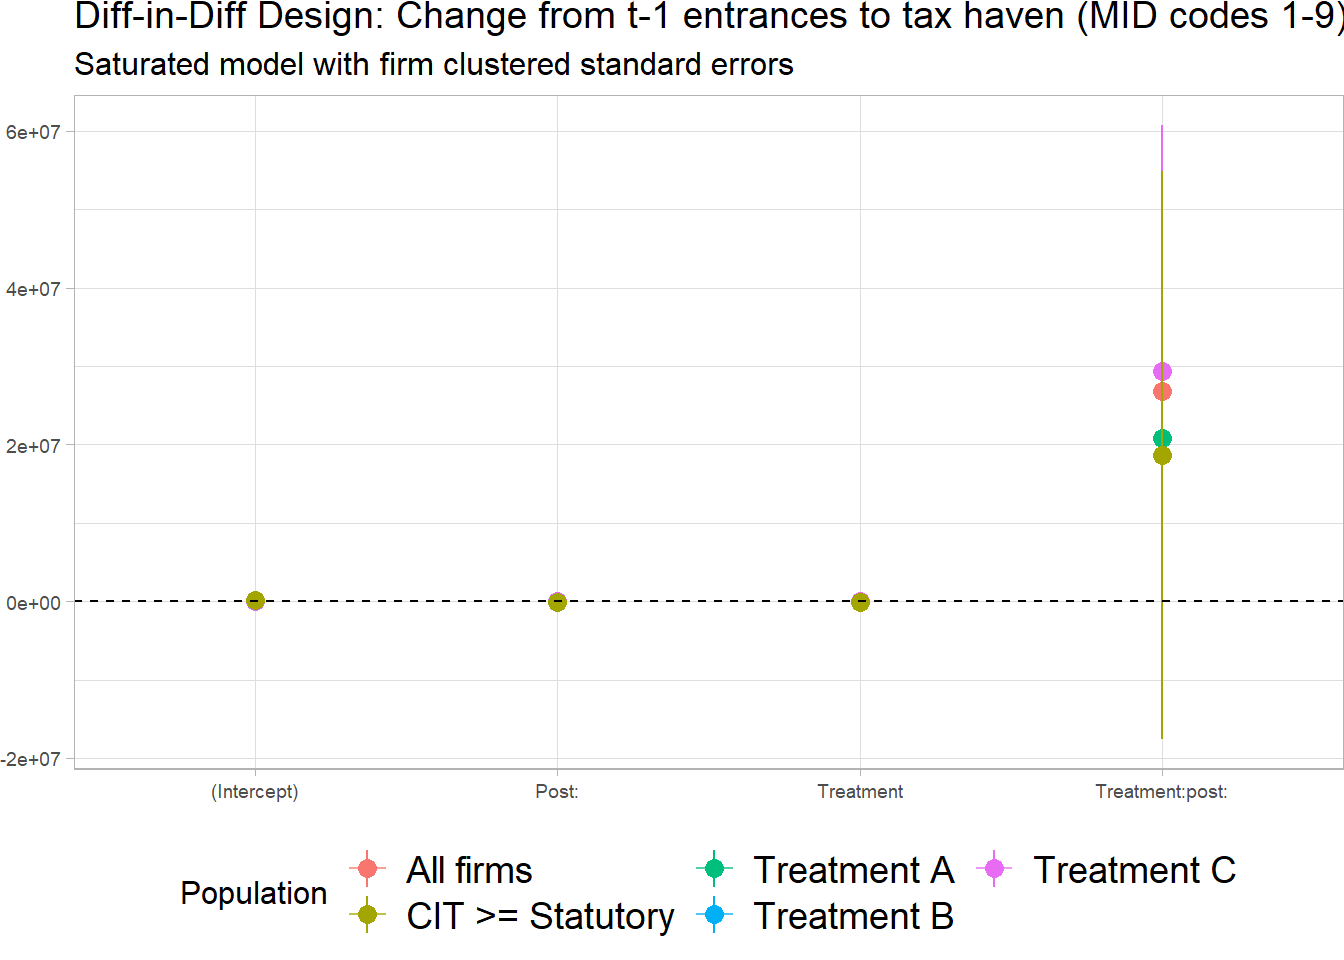 Diff-in-Diff Design: Change from t-1 entrances to tax haven (MID codes 1-9)
Saturated model with firm clustered standard errors
6e+07
4e+07
2e+07
0e+00
-2e+07
(Intercept) Post: Treatment Treatment:post:
Population
All firms Treatment A Treatment C
CIT >= Statutory Treatment B